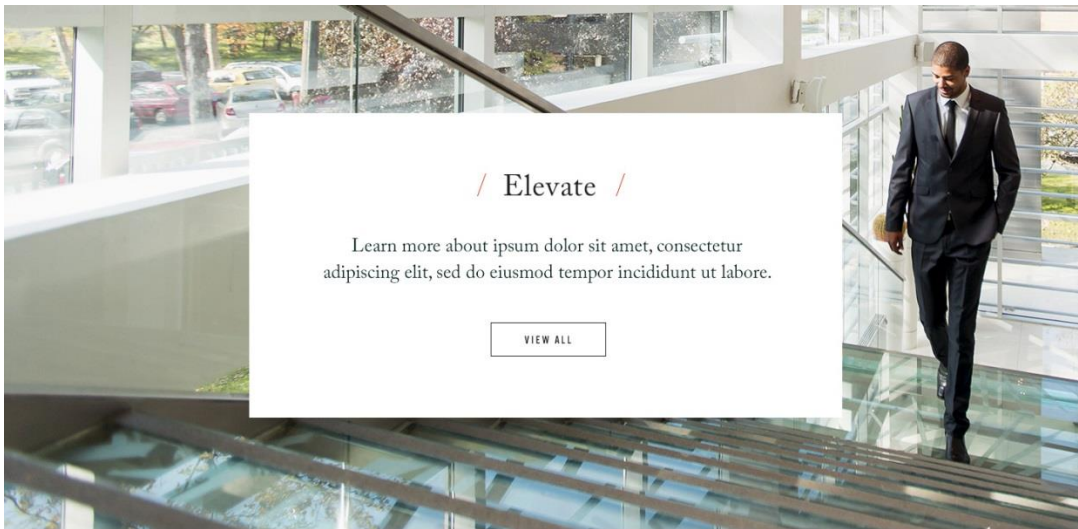 / Elevate /
Learn more about ipsum dolor sit amet, consectetur
adipiscing elit, sed do eiusmod tempor incididunt ut labore.
VIEW ALL